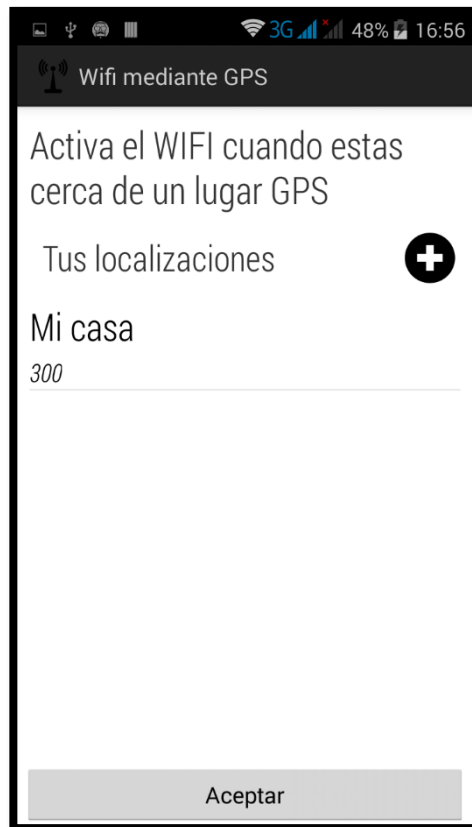 3G 48% 16:56
Wifi mediante GPS
Activa el WIFI cuando estas
cerca de un lugar GPS
Tus localizaciones
Mi casa
300
Aceptar